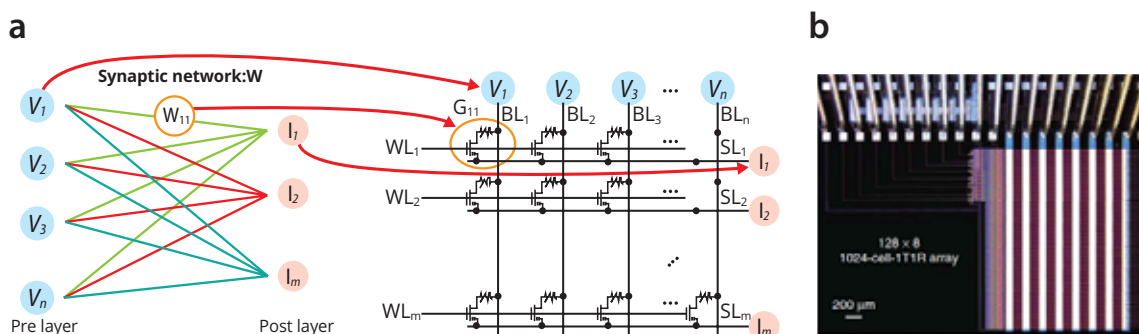 a
b
Synaptic network:W
V1
V2
V3
Vn
W11
I1
I2
Im
Pre layer
Post layer
V1 V2 V3 ... Vn
G11 BL1 BL2 BL3 BLn
WL1 ... SL1 I1
WL2 ... SL2 I2
...
WLm ... SLm Im
128 × 8
1024-cell-1T1R array
200 μm